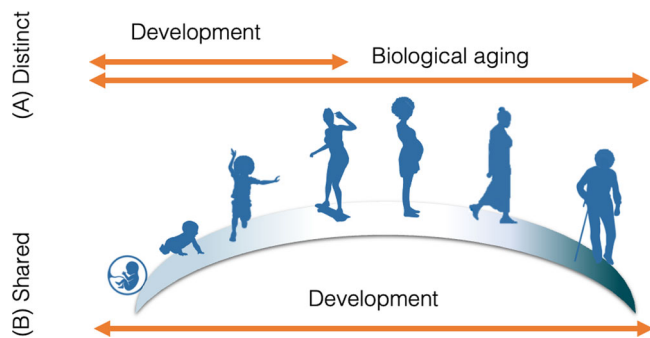 (A) Distinct
Development
Biological aging
(B) Shared
Development